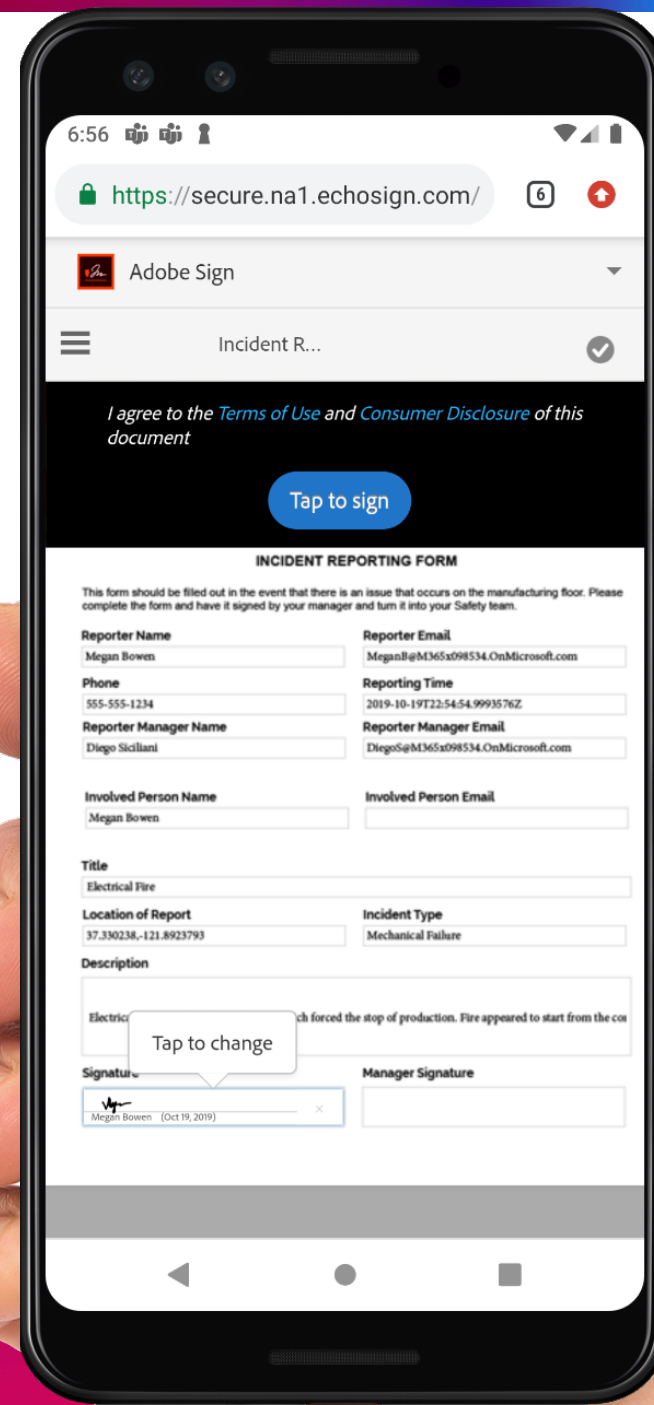 6:56
https://secure.na1.echosign.com/ 6
Adobe Sign
Incident R...
I agree to the Terms of Use and Consumer Disclosure of this
document
Tap to sign
INCIDENT REPORTING FORM
This form should be filled out in the event that there is an issue that occurs on the manufacturing floor. Please
complete the form and have it signed by your manager and turn it into your Safety team.
Reporter Name Reporter Email
Megan Bowen MeganB@M365x098534.OnMicrosoft.com
Phone Reporting Time
555-555-1234 2019-10-19T22:54:54.9993576Z
Reporter Manager Name Reporter Manager Email
Diego Siciliani DiegoS@M365x098534.OnMicrosoft.com
Involved Person Name Involved Person Email
Megan Bowen
Title
Electrical Fire
Location of Report Incident Type
37.330238,-121.8923793 Mechanical Failure
Description
Electric ch forced the stop of production. Fire appeared to start from the co
Tap to change
Signature Manager Signature
Megan Bowen (Oct 19, 2019)